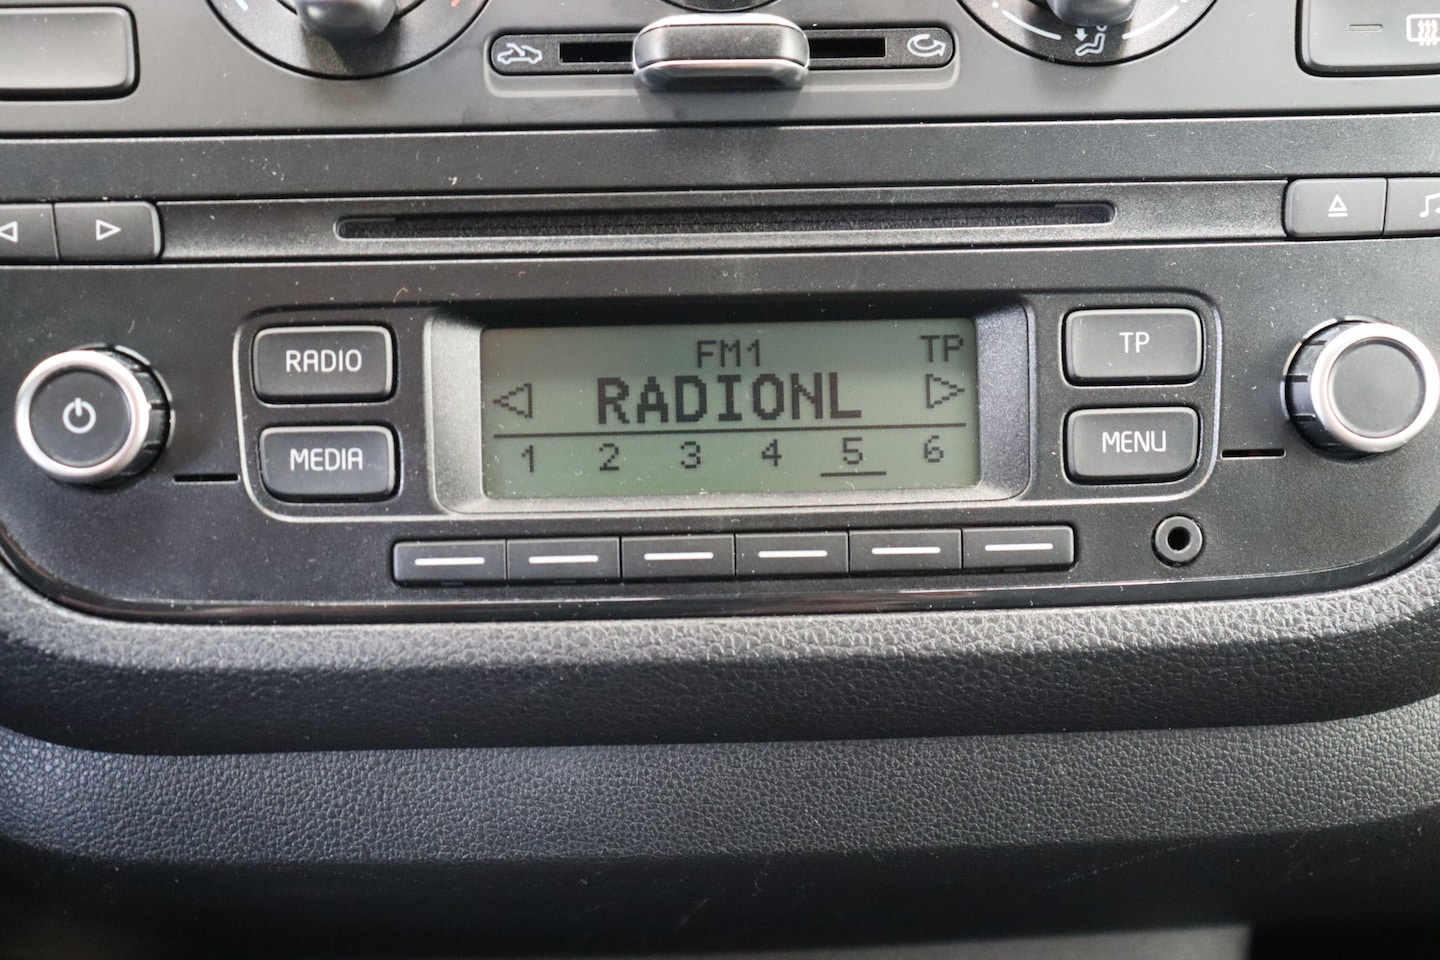 RADIO
MEDIA
FM1 TP
RADIONL
1 2 3 4 5 6
TP
MENU